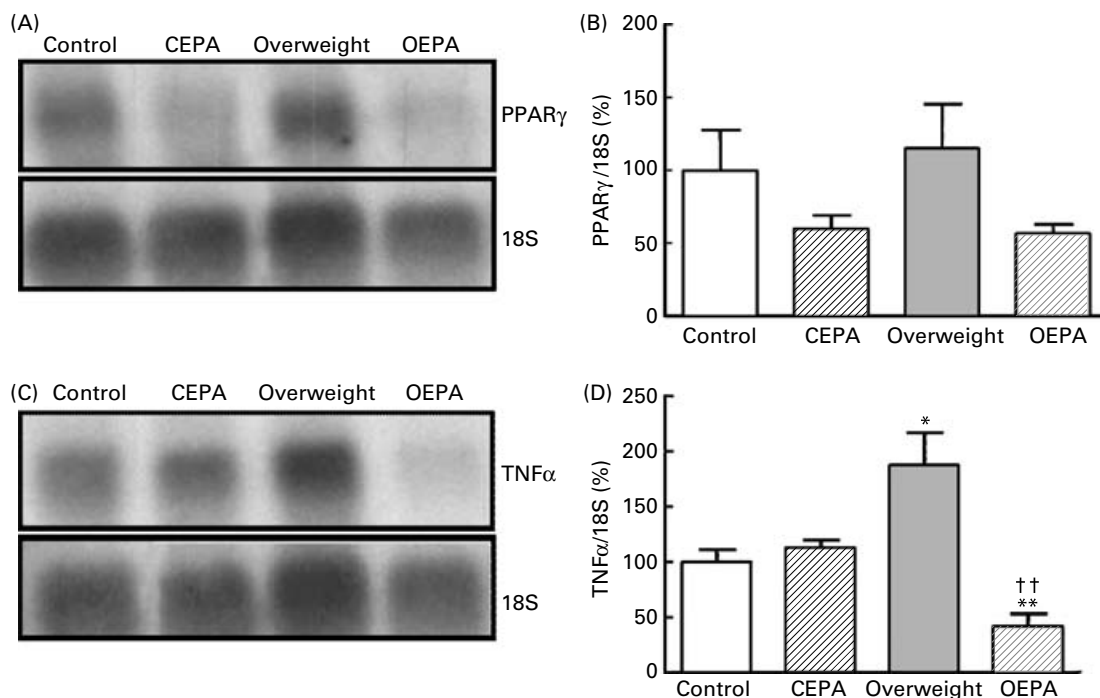 (A)
Control CEPA Overweight OEPA
PPARγ
18S
(B)
200
150
100
50
0
PPARγ/18S (%)
Control CEPA Overweight OEPA
(C) Control CEPA Overweight OEPA
TNFα
18S
(D)
250
200
150
100
50
0
TNFα/18S (%)
*
††
**
Control CEPA Overweight OEPA